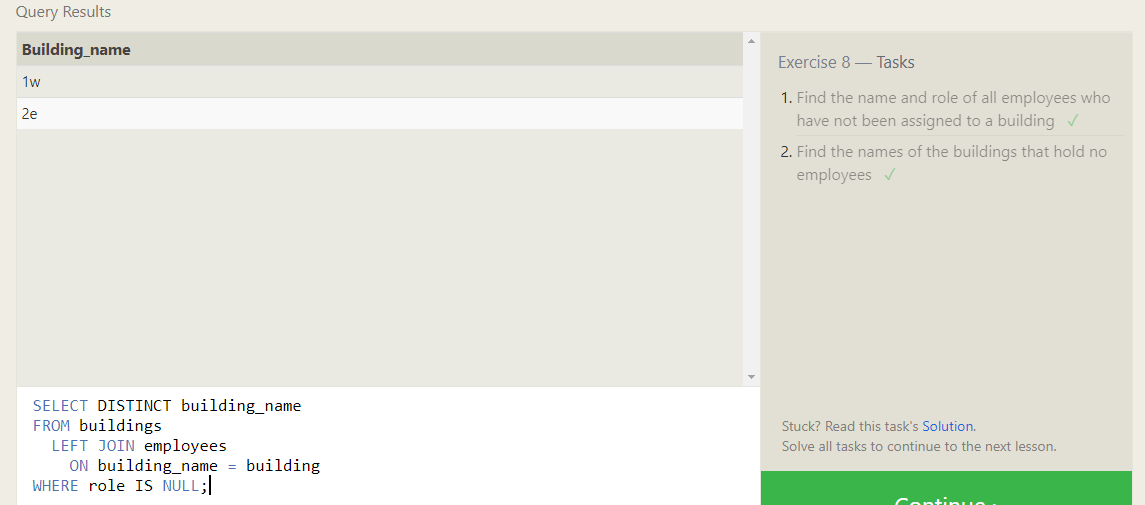 Query Results
Building_name
1w
2e
SELECT DISTINCT building_name
FROM buildings
LEFT JOIN employees
ON building_name = building
WHERE role IS NULL;
Exercise 8 — Tasks
1. Find the name and role of all employees who
have not been assigned to a building ✓
2. Find the names of the buildings that hold no
employees ✓
Stuck? Read this task's Solution.
Solve all tasks to continue to the next lesson.
Continue ›